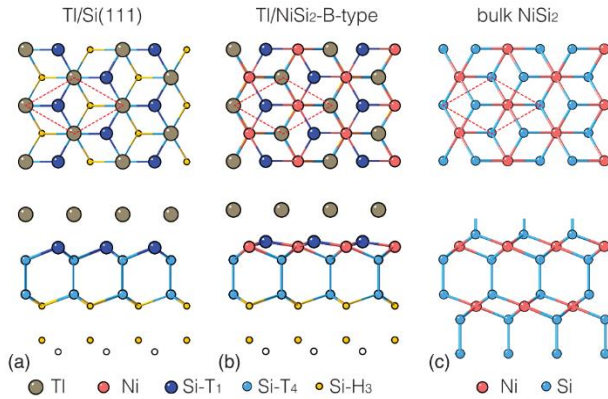 Tl/Si(111)
Tl/NiSi₂-B-type
bulk NiSi₂
(a)
(b)
(c)
Tl Ni Si-T₁ Si-T₄ Si-H₃ Ni Si